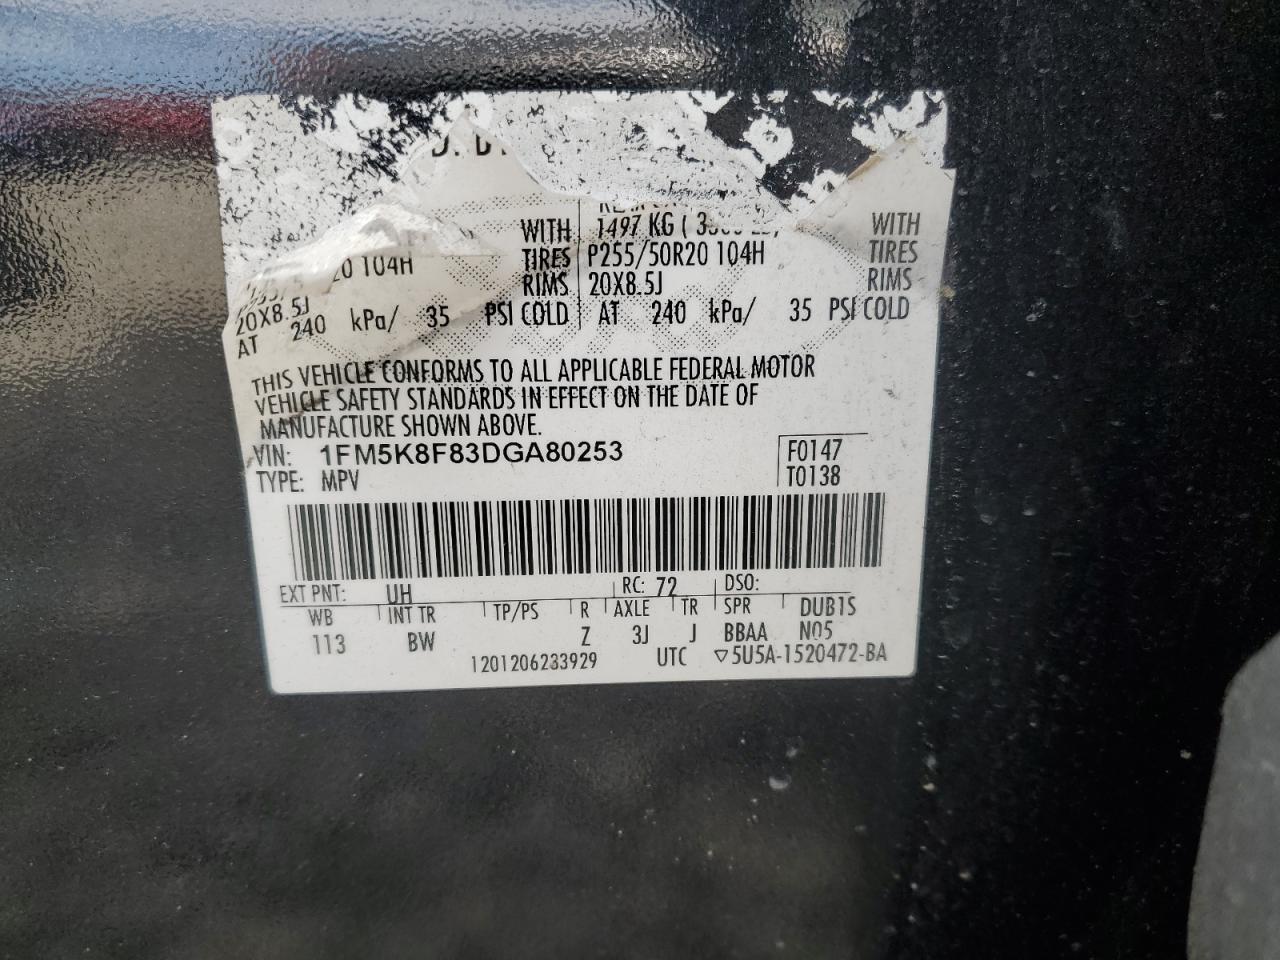 WITH 1497 KG ( WITH
20 104H TIRES P255/50R20 104H TIRES
20X8.5J RIMS 20X8.5J RIMS
AT 240 kPa/ 35 PSI COLD AT 240 kPa/ 35 PSI COLD
THIS VEHICLE CONFORMS TO ALL APPLICABLE FEDERAL MOTOR
VEHICLE SAFETY STANDARDS IN EFFECT ON THE DATE OF
MANUFACTURE SHOWN ABOVE.
VIN: 1FM5K8F83DGA80253 F0147
TYPE: MPV T0138
EXT PNT: UH RC: 72 DSO:
WB INT TR TP/PS R AXLE TR SPR DUB1S
113 BW Z 3J J BBAA N05
1201206233929 UTC ▽5U5A-1520472-BA